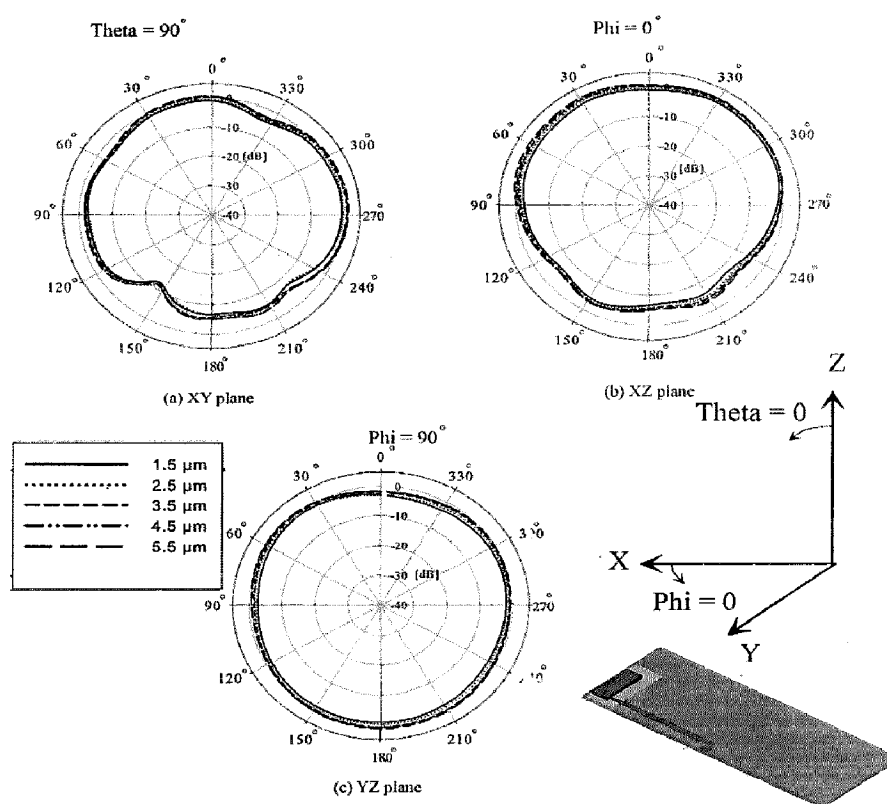 Theta = 90°
0°
30°
330°
60°
300°
90°
270°
120°
240°
150°
210°
180°
-10
-20
[dB]
-30
-40
(a) XY plane
Phi = 0°
0°
30°
330°
60°
300°
90°
270°
120°
240°
150°
210°
180°
-10
-20
-30
[dB]
-40
(b) XZ plane
1.5 µm
2.5 µm
3.5 µm
4.5 µm
5.5 µm
Phi = 90°
0°
30°
330°
60°
90°
270°
120°
150°
210°
180°
0
-10
-20
-30
[dB]
-40
(c) YZ plane
Z
Theta = 0
X
Phi = 0
Y